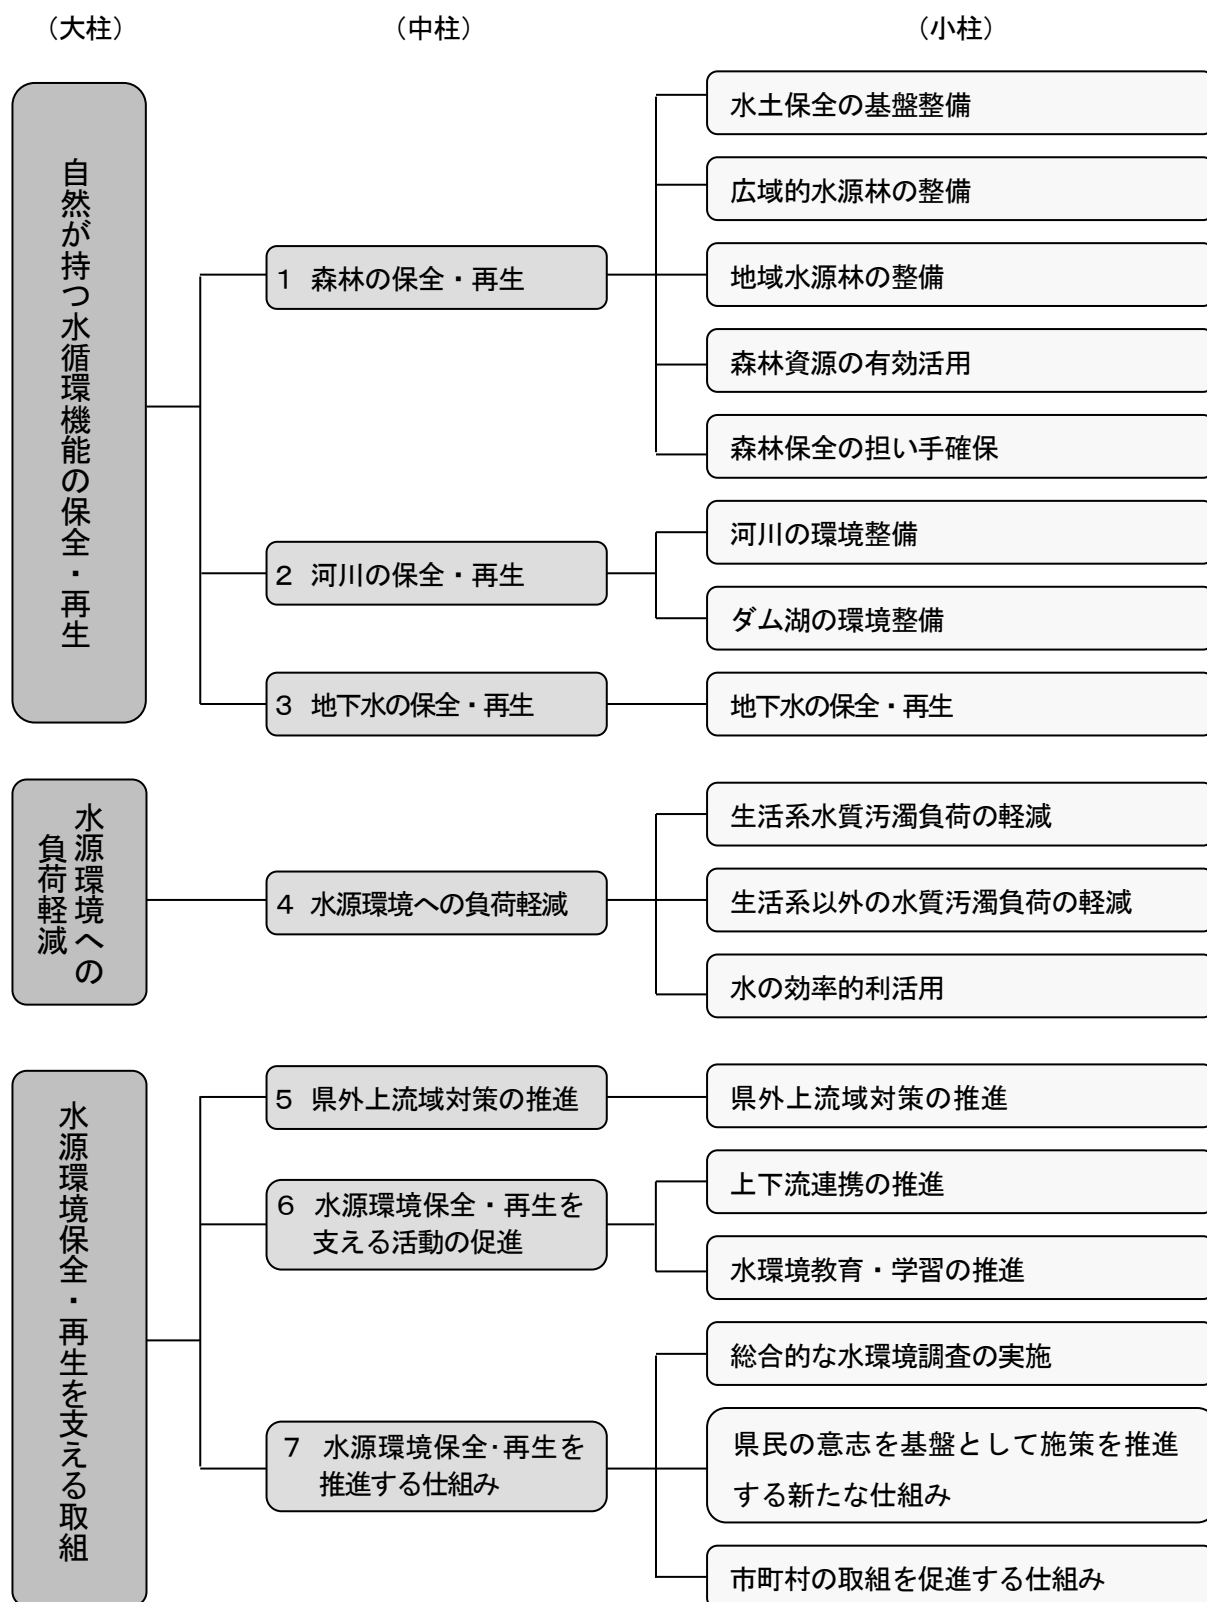 （大柱）
（中柱）
（小柱）
自然が持つ水循環機能の保全・再生
1 森林の保全・再生
水土保全の基盤整備
広域的水源林の整備
地域水源林の整備
森林資源の有効活用
森林保全の担い手確保
2 河川の保全・再生
河川の環境整備
ダム湖の環境整備
3 地下水の保全・再生
地下水の保全・再生
水源環境への
負荷軽減
4 水源環境への負荷軽減
生活系水質汚濁負荷の軽減
生活系以外の水質汚濁負荷の軽減
水の効率的利活用
水源環境保全・再生を支える取組
5 県外上流域対策の推進
県外上流域対策の推進
6 水源環境保全・再生を
支える活動の促進
上下流連携の推進
水環境教育・学習の推進
7 水源環境保全・再生を
推進する仕組み
総合的な水環境調査の実施
県民の意志を基盤として施策を推進
する新たな仕組み
市町村の取組を促進する仕組み